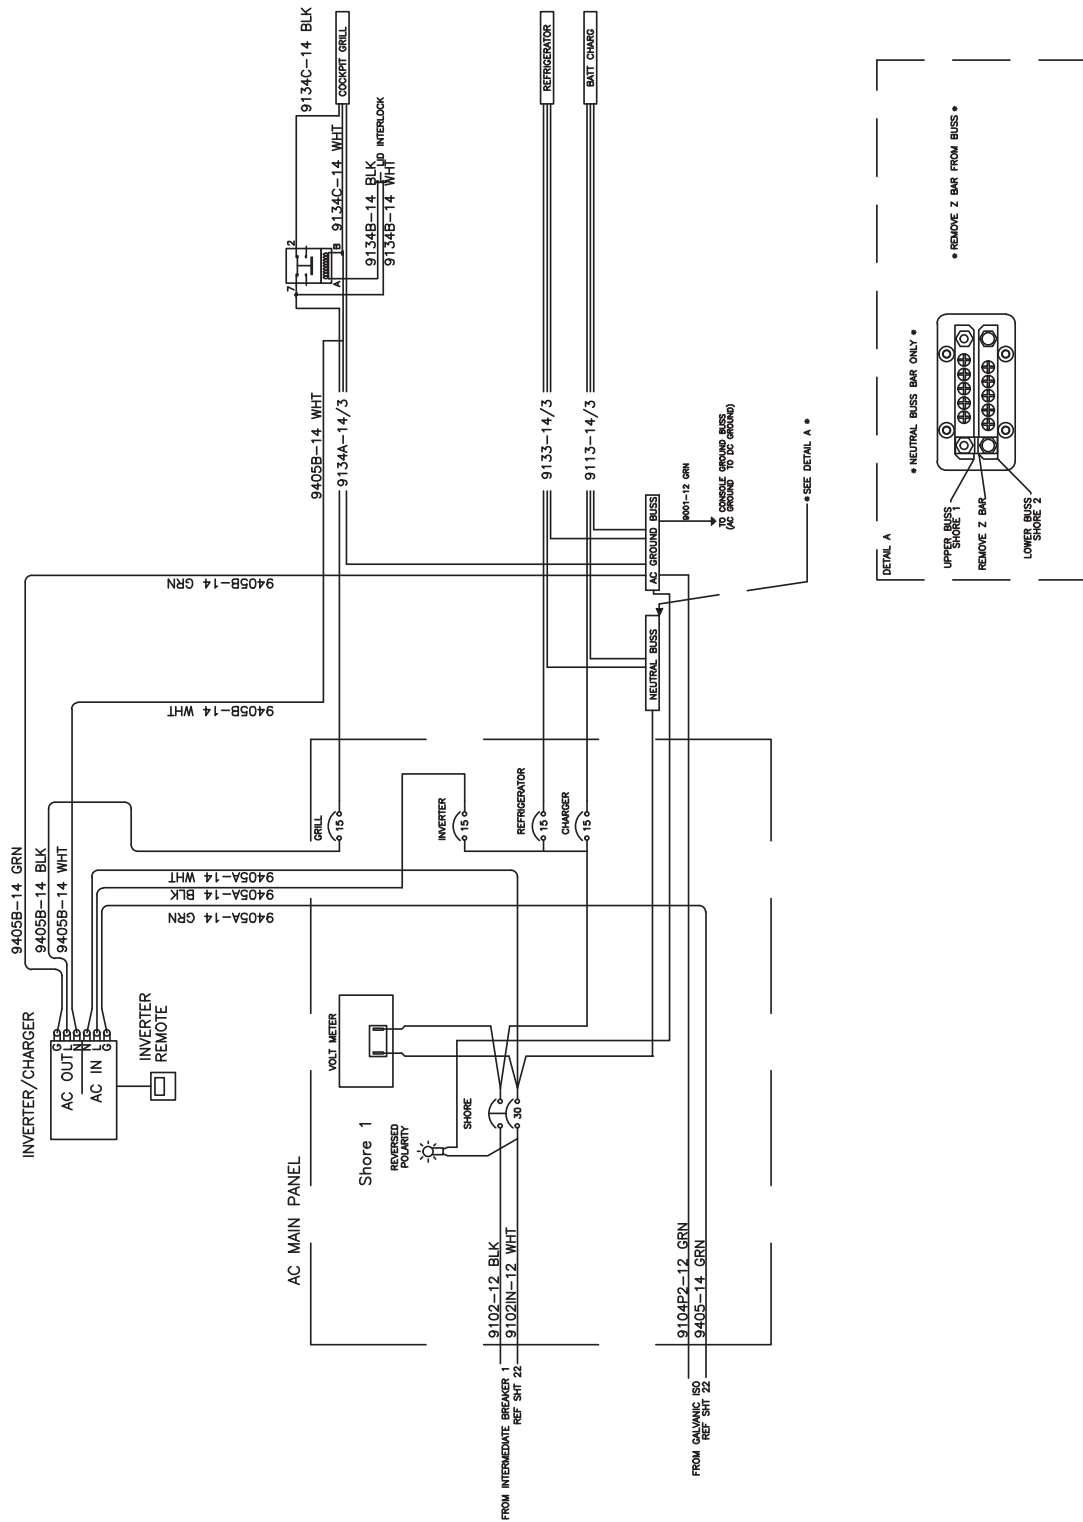 INVERTER/CHARGER
G
L
N
AC OUT
N
L
G
AC IN
INVERTER
REMOTE
9405B-14 GRN
9405B-14 BLK
9405B-14 WHT
9405B-14 GRN
9405B-14 WHT
9405A-14 WHT
9405A-14 BLK
9405A-14 GRN
AC MAIN PANEL
Shore 1
REVERSED
POLARITY
VOLT METER
SHORE
30
GRILL
15
INVERTER
15
REFRIGERATOR
15
CHARGER
15
9102-12 BLK
9102IN-12 WHT
FROM INTERMEDIATE BREAKER 1
REF SHT 22
9104P2-12 GRN
9405-14 GRN
FROM GALVANIC ISO
REF SHT 22
NEUTRAL BUSS
AC GROUND BUSS
9001-12 GRN
TO CONSOLE GROUND BUSS
(AC GROUND TO DC GROUND)
*SEE DETAIL A *
9405B-14 WHT
9134A-14/3
9133-14/3
9113-14/3
7
2
A
B
9134C-14 BLK
9134C-14 WHT
9134B-14 BLK
9134B-14 WHT
LID INTERLOCK
COCKPIT GRILL
REFRIGERATOR
BATT CHARG
DETAIL A
* NEUTRAL BUSS BAR ONLY *
* REMOVE Z BAR FROM BUSS *
UPPER BUSS
SHORE 1
REMOVE Z BAR
LOWER BUSS
SHORE 2